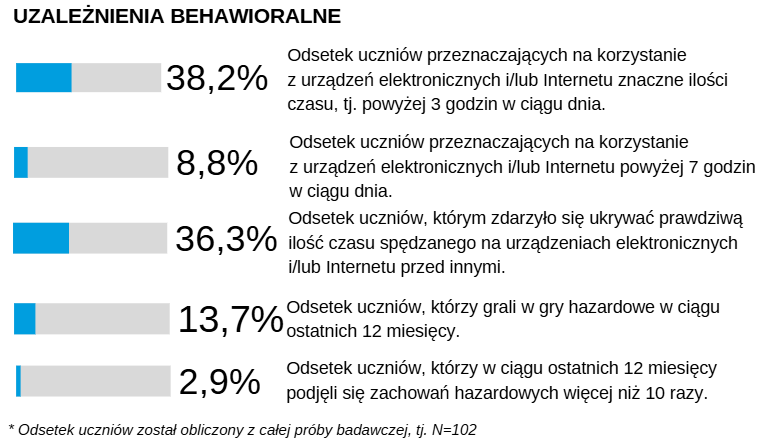 UZALEŻNIENIA BEHAWIORALNE
38,2%
Odsetek uczniów przeznaczających na korzystanie
z urządzeń elektronicznych i/lub Internetu znaczne ilości
czasu, tj. powyżej 3 godzin w ciągu dnia.
8,8%
Odsetek uczniów przeznaczających na korzystanie
z urządzeń elektronicznych i/lub Internetu powyżej 7 godzin
w ciągu dnia.
36,3%
Odsetek uczniów, którym zdarzyło się ukrywać prawdziwą
ilość czasu spędzanego na urządzeniach elektronicznych
i/lub Internetu przed innymi.
13,7%
Odsetek uczniów, którzy grali w gry hazardowe w ciągu
ostatnich 12 miesięcy.
2,9%
Odsetek uczniów, którzy w ciągu ostatnich 12 miesięcy
podjęli się zachowań hazardowych więcej niż 10 razy.
* Odsetek uczniów został obliczony z całej próby badawczej, tj. N=102